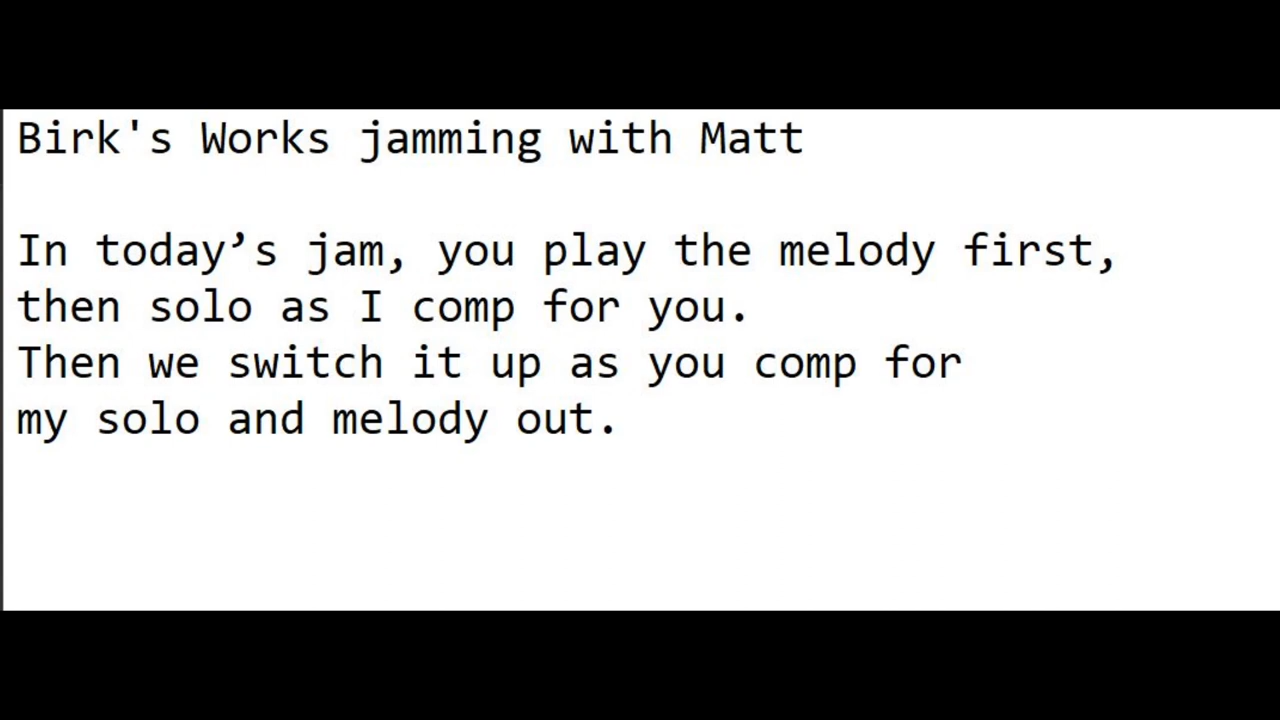 Birk's Works jamming with Matt
In today’s jam, you play the melody first,
then solo as I comp for you.
Then we switch it up as you comp for
my solo and melody out.